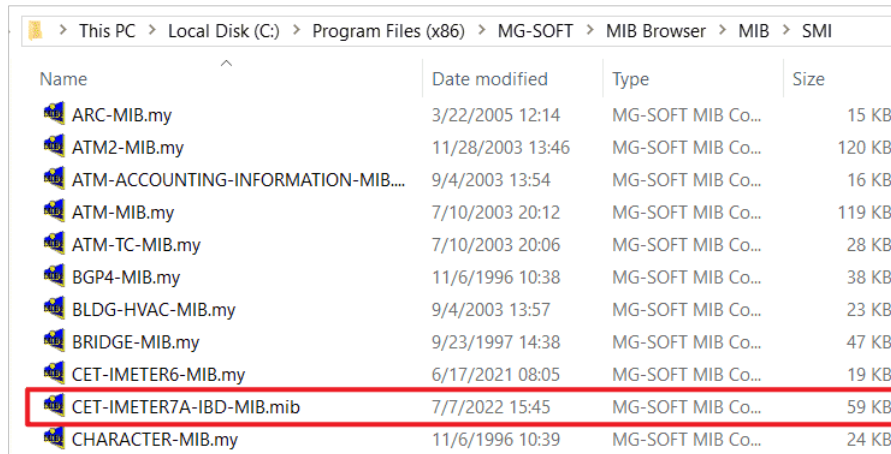 This PC > Local Disk (C:) > Program Files (x86) > MG-SOFT > MIB Browser > MIB > SMI
Name Date modified Type Size
ARC-MIB.my 3/22/2005 12:14 MG-SOFT MIB Co... 15 KB
ATM2-MIB.my 11/28/2003 13:46 MG-SOFT MIB Co... 120 KB
ATM-ACCOUNTING-INFORMATION-MIB.... 9/4/2003 13:54 MG-SOFT MIB Co... 16 KB
ATM-MIB.my 7/10/2003 20:12 MG-SOFT MIB Co... 119 KB
ATM-TC-MIB.my 7/10/2003 20:06 MG-SOFT MIB Co... 28 KB
BGP4-MIB.my 11/6/1996 10:38 MG-SOFT MIB Co... 38 KB
BLDG-HVAC-MIB.my 9/4/2003 13:57 MG-SOFT MIB Co... 23 KB
BRIDGE-MIB.my 9/23/1997 14:38 MG-SOFT MIB Co... 47 KB
CET-IMETER6-MIB.my 6/17/2021 08:05 MG-SOFT MIB Co... 19 KB
CET-IMETER7A-IBD-MIB.mib 7/7/2022 15:45 MG-SOFT MIB Co... 59 KB
CHARACTER-MIB.my 11/6/1996 10:39 MG-SOFT MIB Co... 24 KB